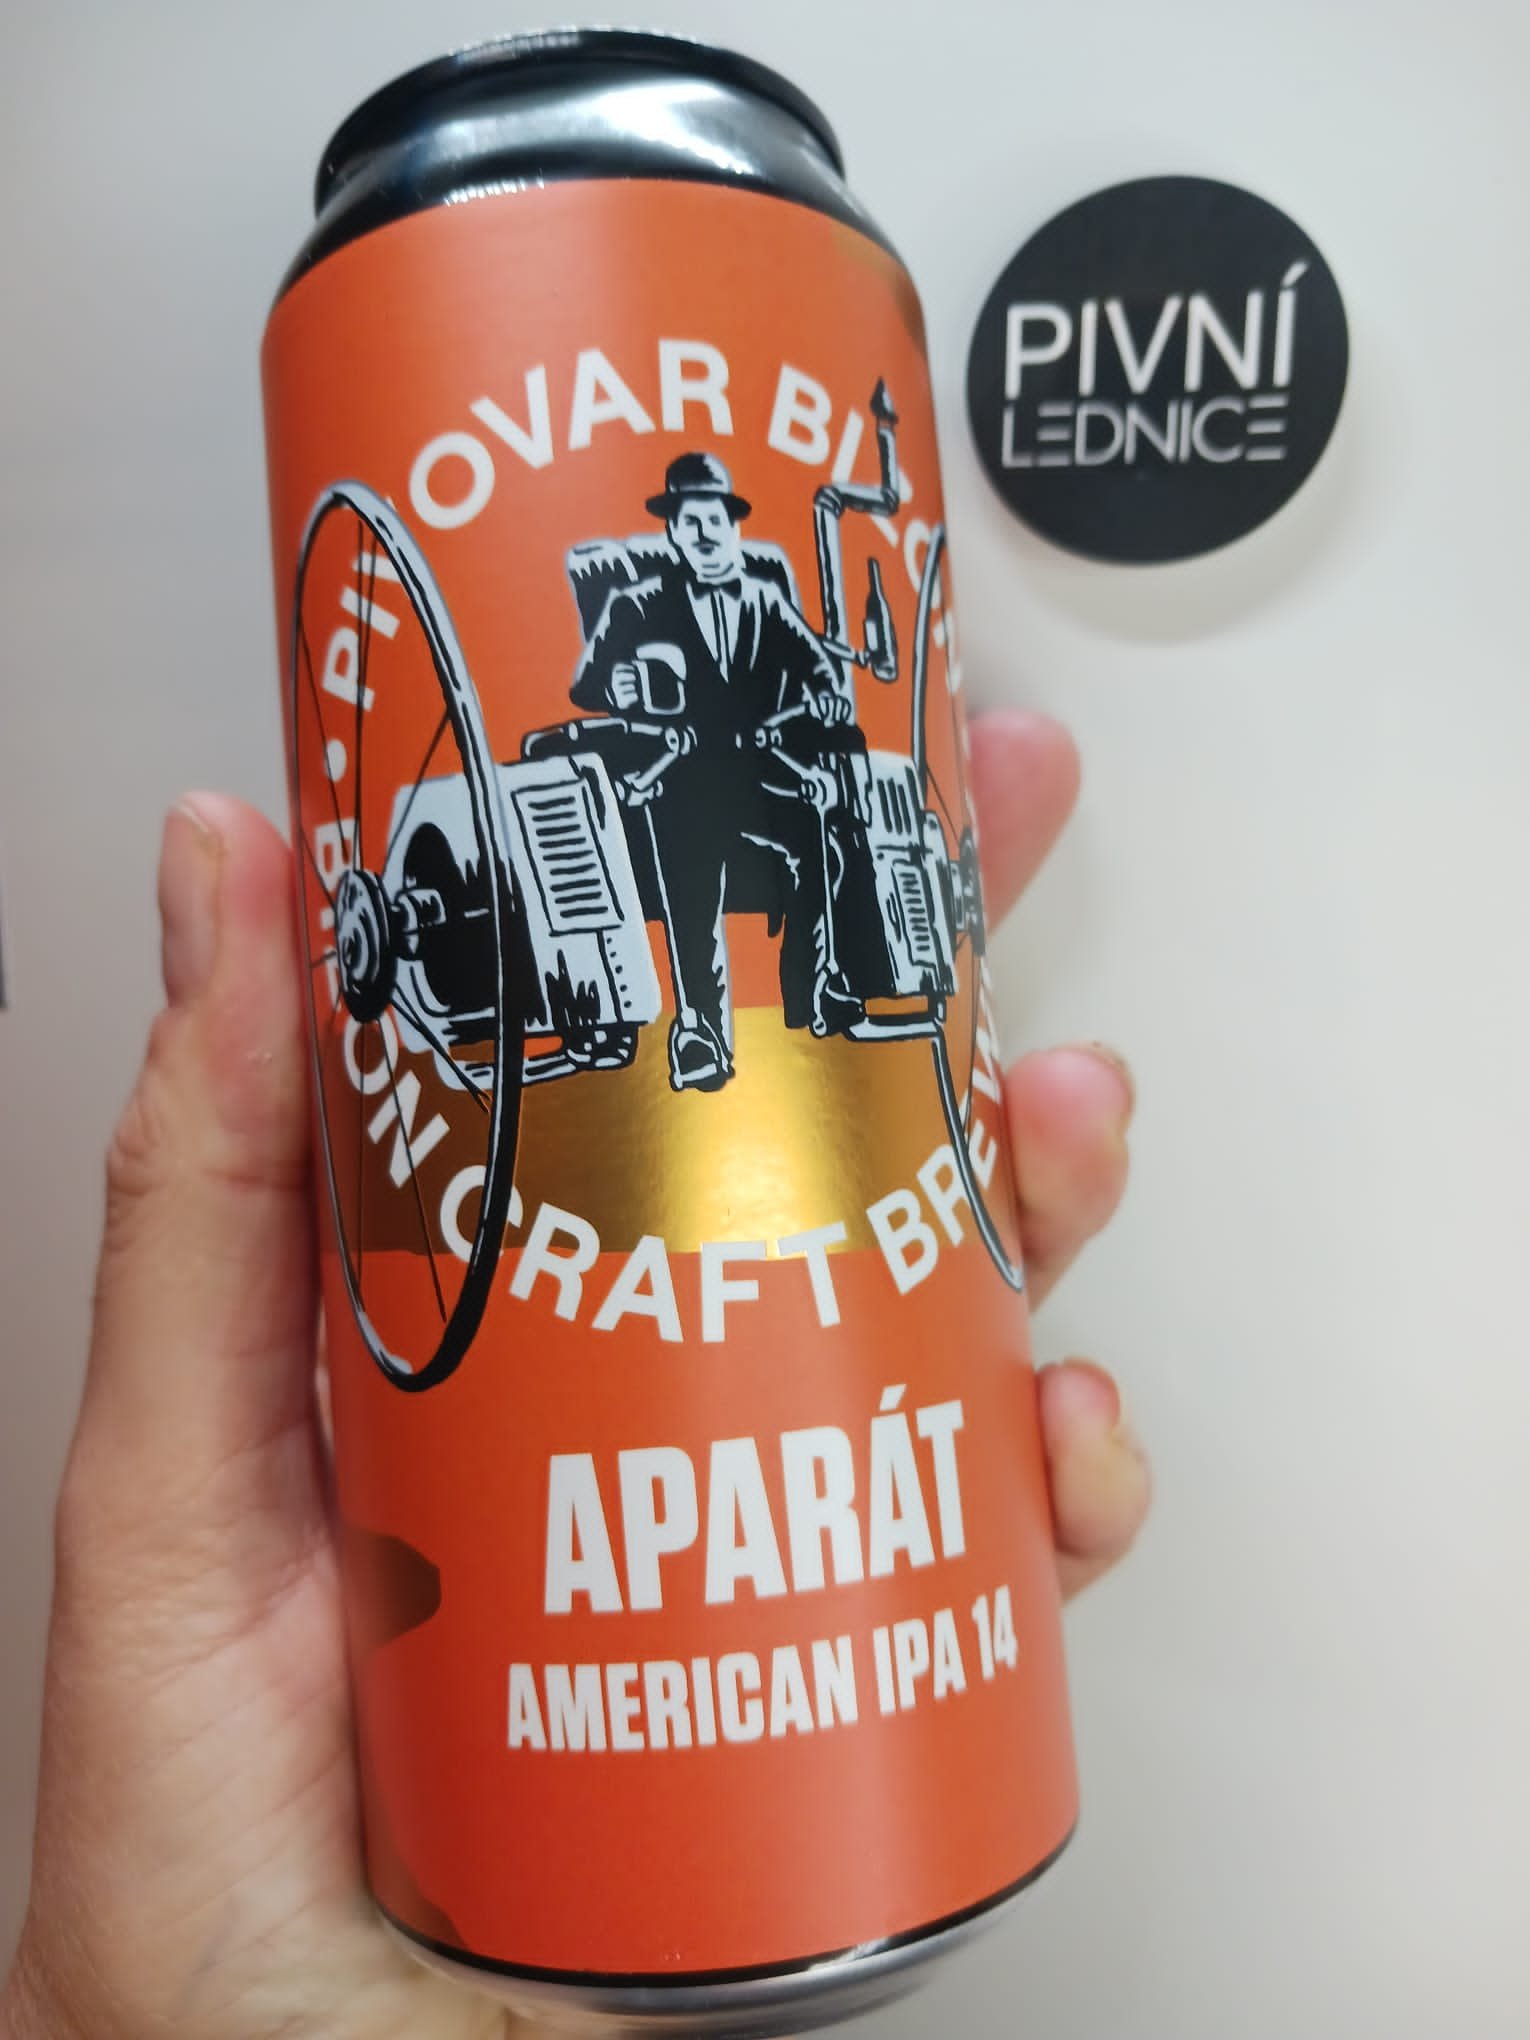 PIVOVAR
CRAFT
APARÁT
AMERICAN IPA 14
PIVNÍ
LEDNICE